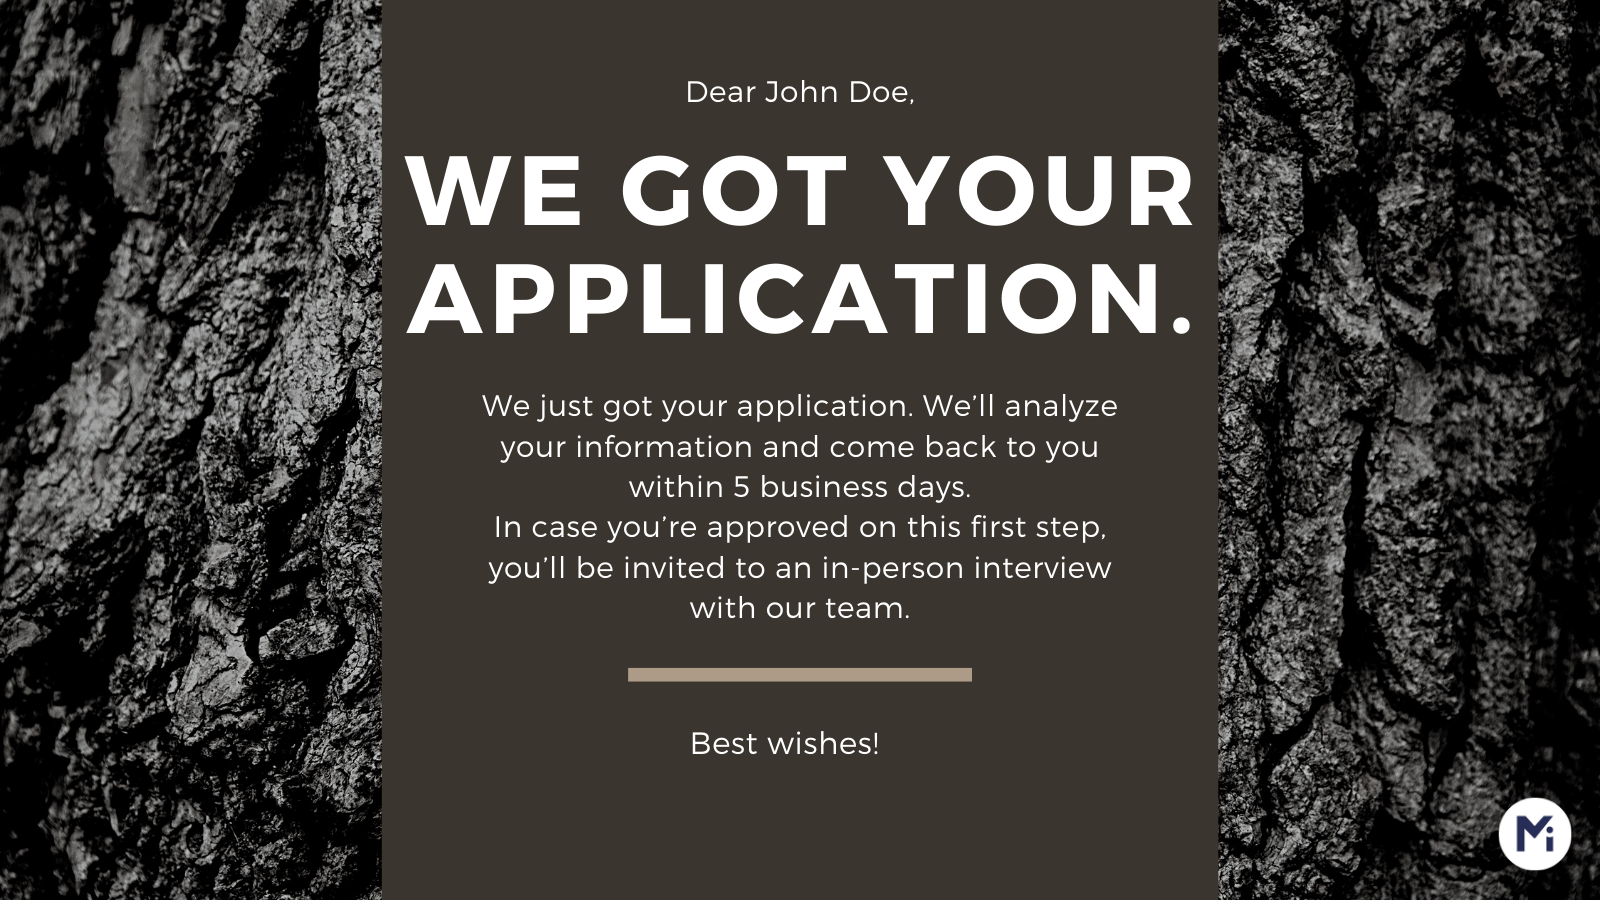 Dear John Doe,
WE GOT YOUR
APPLICATION.
We just got your application. We’ll analyze
your information and come back to you
within 5 business days.
In case you’re approved on this first step,
you’ll be invited to an in-person interview
with our team.
Best wishes!
Mi